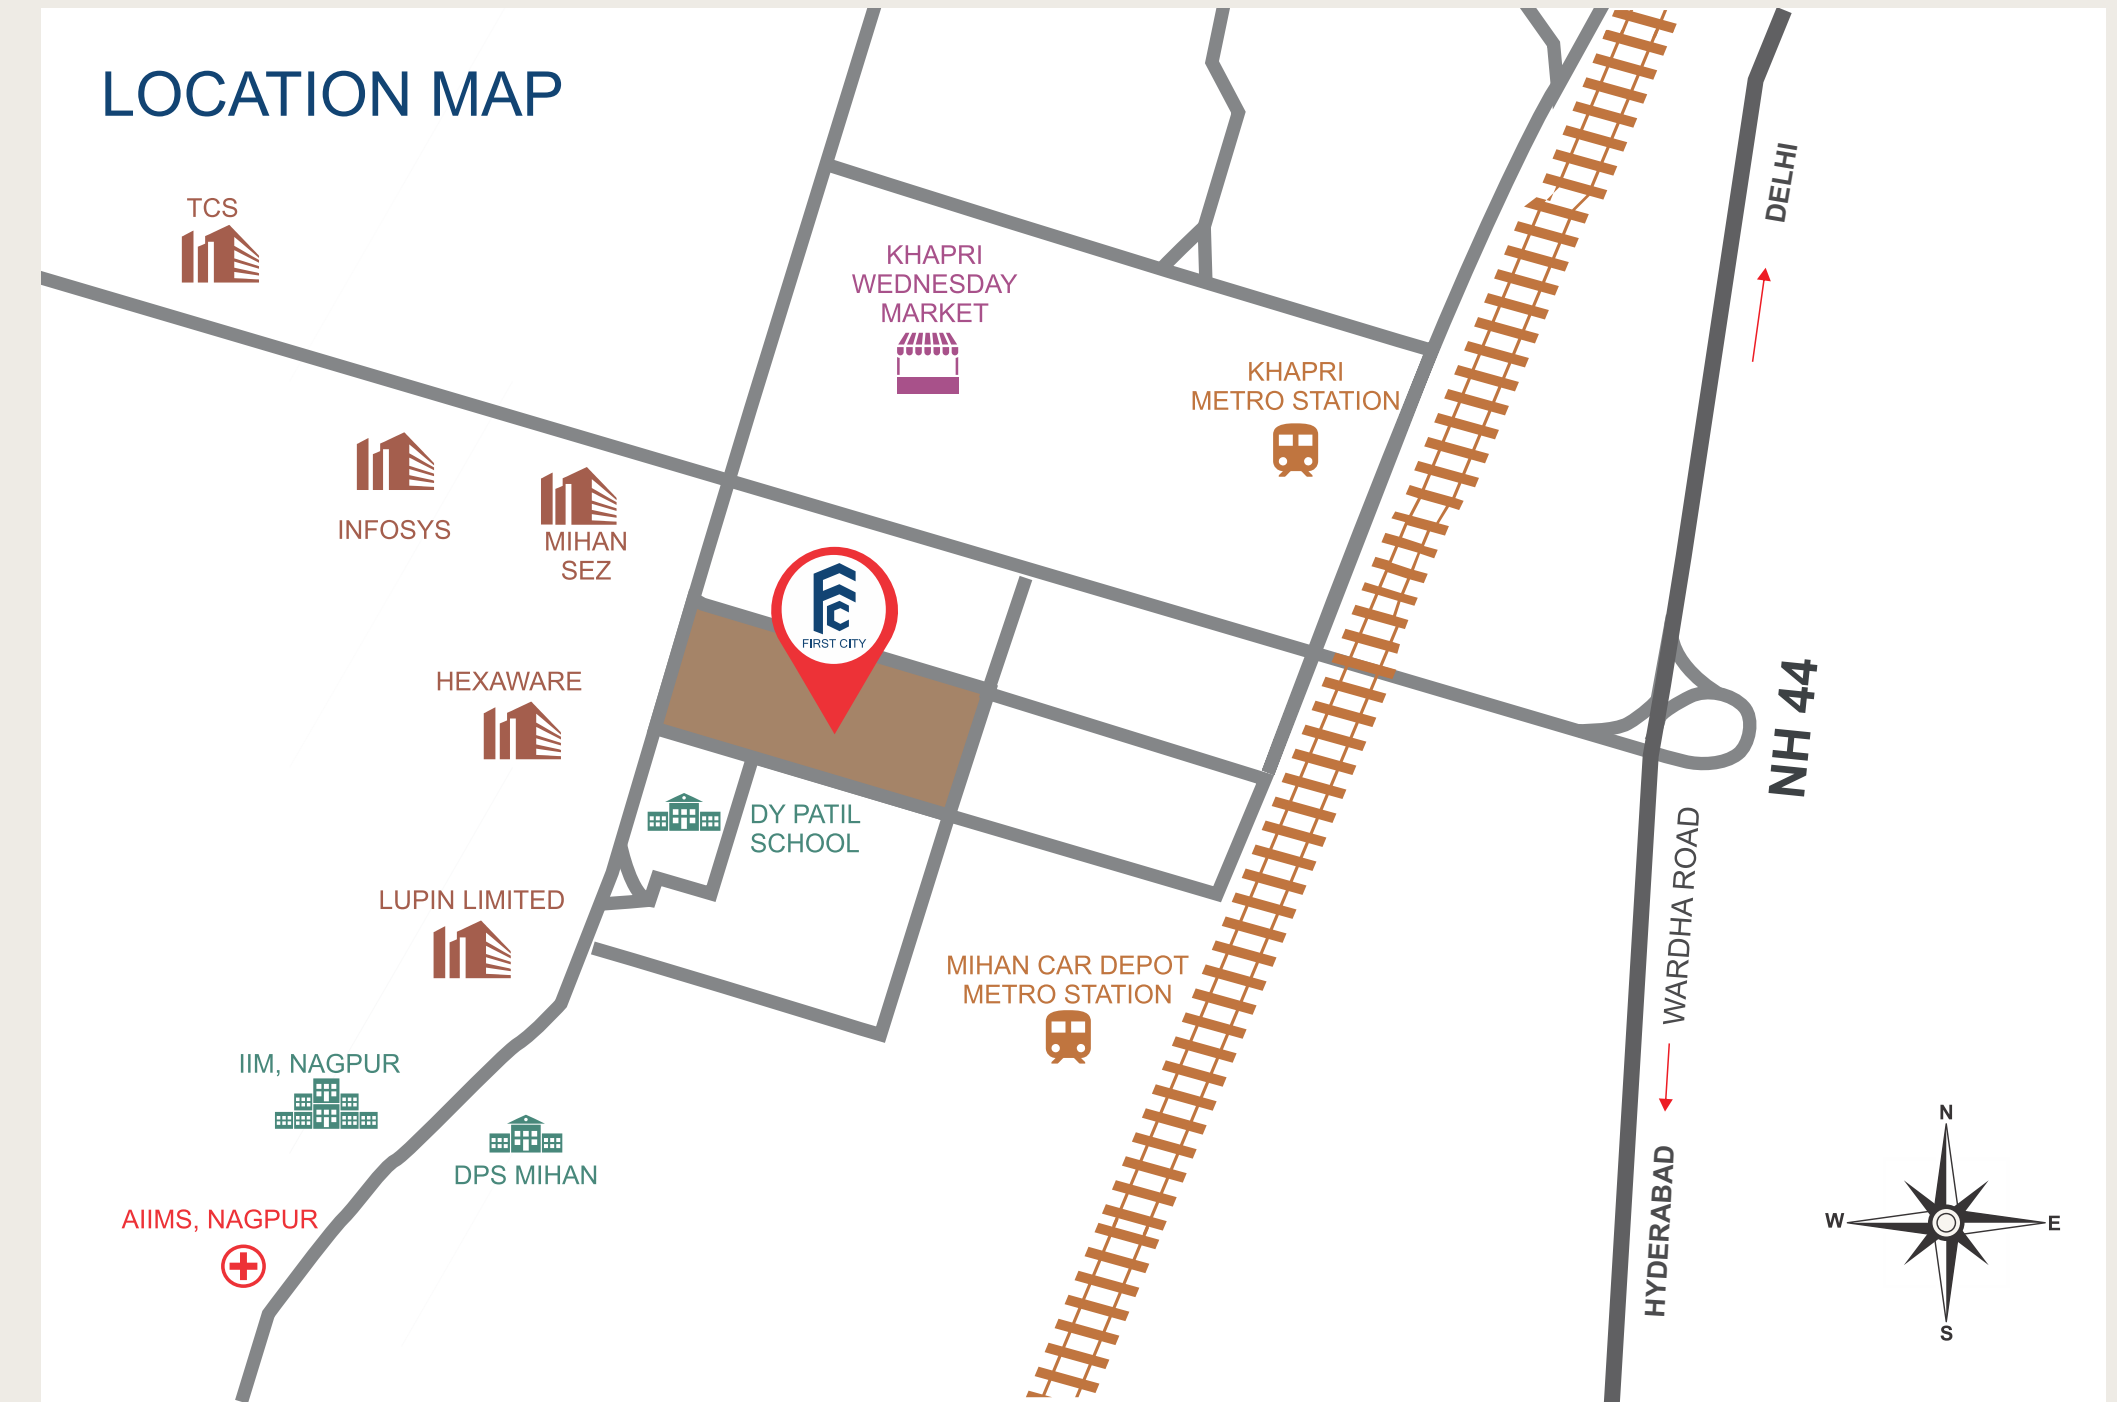 LOCATION MAP
TCS
KHAPRI
WEDNESDAY
MARKET
DELHI
KHAPRI
METRO STATION
INFOSYS
MIHAN
SEZ
FIRST CITY
HEXAWARE
NH 44
DY PATIL
SCHOOL
WARDHA ROAD
LUPIN LIMITED
MIHAN CAR DEPOT
METRO STATION
IIM, NAGPUR
DPS MIHAN
AIIMS, NAGPUR
HYDERABAD
N
W
E
S